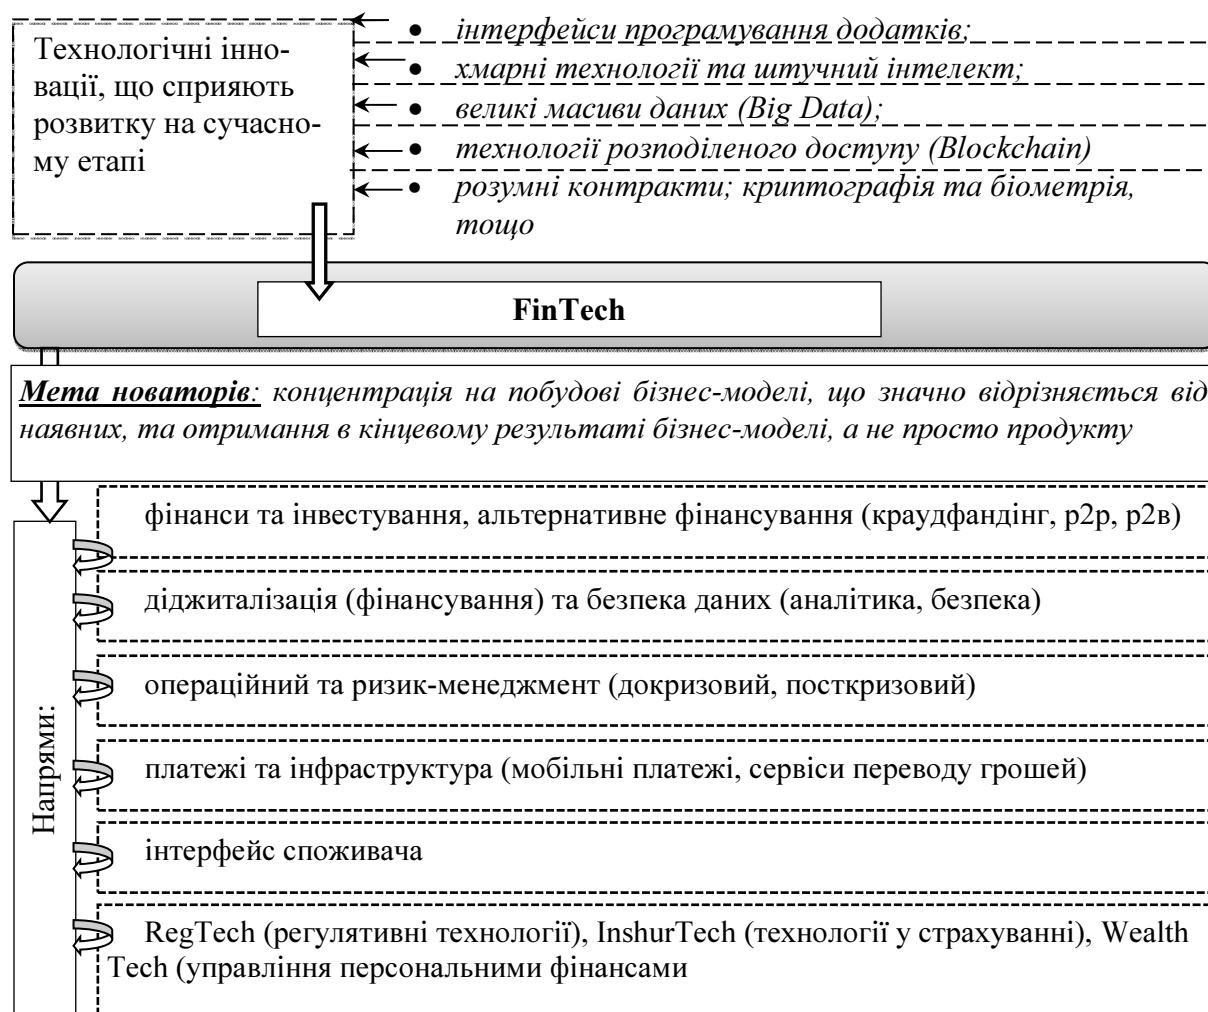 Технологічні інно-
вації, що сприяють
розвитку на сучасно-
му етапі
• інтерфейси програмування додатків;
• хмарні технології та штучний інтелект;
• великі масиви даних (Big Data);
• технології розподіленого доступу (Blockchain)
• розумні контракти; криптографія та біометрія,
тощо
FinTech
Мета новаторів: концентрація на побудові бізнес-моделі, що значно відрізняється від
наявних, та отримання в кінцевому результаті бізнес-моделі, а не просто продукту
Напрями:
фінанси та інвестування, альтернативне фінансування (краудфандінг, р2р, р2в)
діджиталізація (фінансування) та безпека даних (аналітика, безпека)
операційний та ризик-менеджмент (докризовий, посткризовий)
платежі та інфраструктура (мобільні платежі, сервіси переводу грошей)
інтерфейс споживача
RegTech (регулятивні технології), InshurTech (технології у страхуванні), Wealth
Tech (управління персональними фінансами